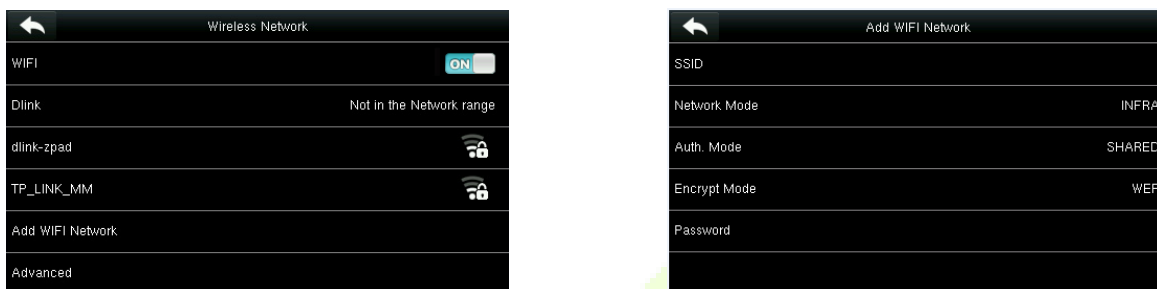 Wireless Network
WIFI ON
Dlink Not in the Network range
dlink-zpad
TP_LINK_MM
Add WIFI Network
Advanced
Add WIFI Network
SSID
Network Mode INFRA
Auth. Mode SHARED
Encrypt Mode WEP
Password